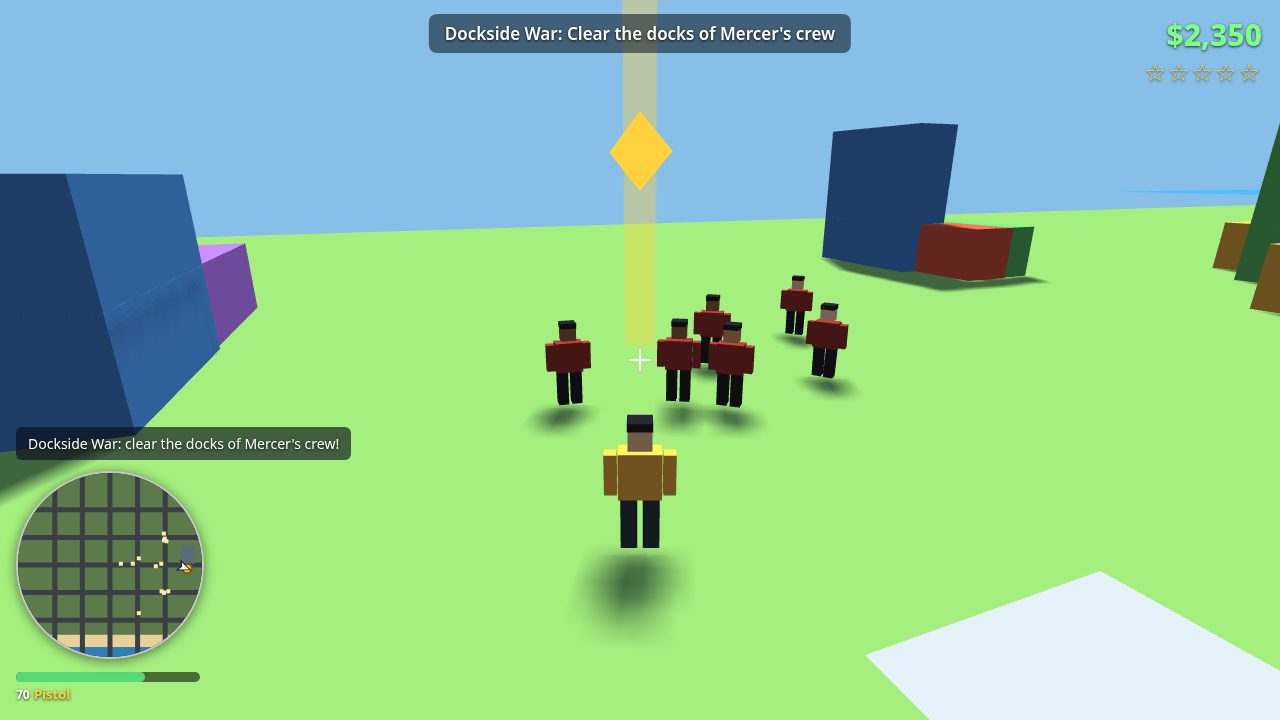 Dockside War: Clear the docks of Mercer's crew
$2,350
Dockside War: clear the docks of Mercer's crew!
70 Pistol